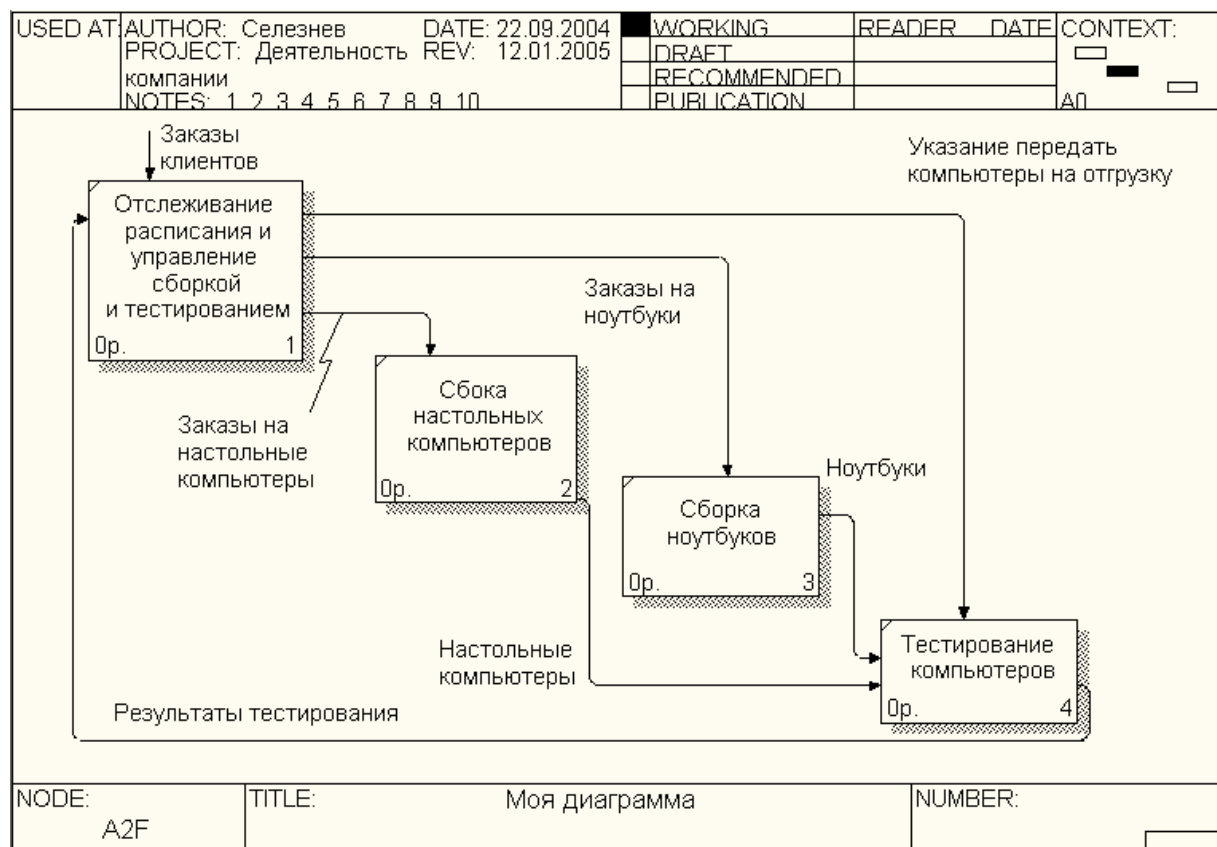 USED AT: AUTHOR: Селезнев DATE: 22.09.2004
PROJECT: Деятельность REV: 12.01.2005
компании
NOTES: 1 2 3 4 5 6 7 8 9 10
WORKING
DRAFT
RECOMMENDED
PUBLICATION
READER DATE
CONTEXT:
A0
Заказы
клиентов
Указание передать
компьютеры на отгрузку
Отслеживание
расписания и
управление
сборкой
и тестированием
0р. 1
Заказы на
ноутбуки
Сбока
настольных
компьютеров
0р. 2
Заказы на
настольные
компьютеры
Ноутбуки
Сборка
ноутбуков
0р. 3
Настольные
компьютеры
Тестирование
компьютеров
0р. 4
Результаты тестирования
NODE:
A2F
TITLE:
Моя диаграмма
NUMBER: